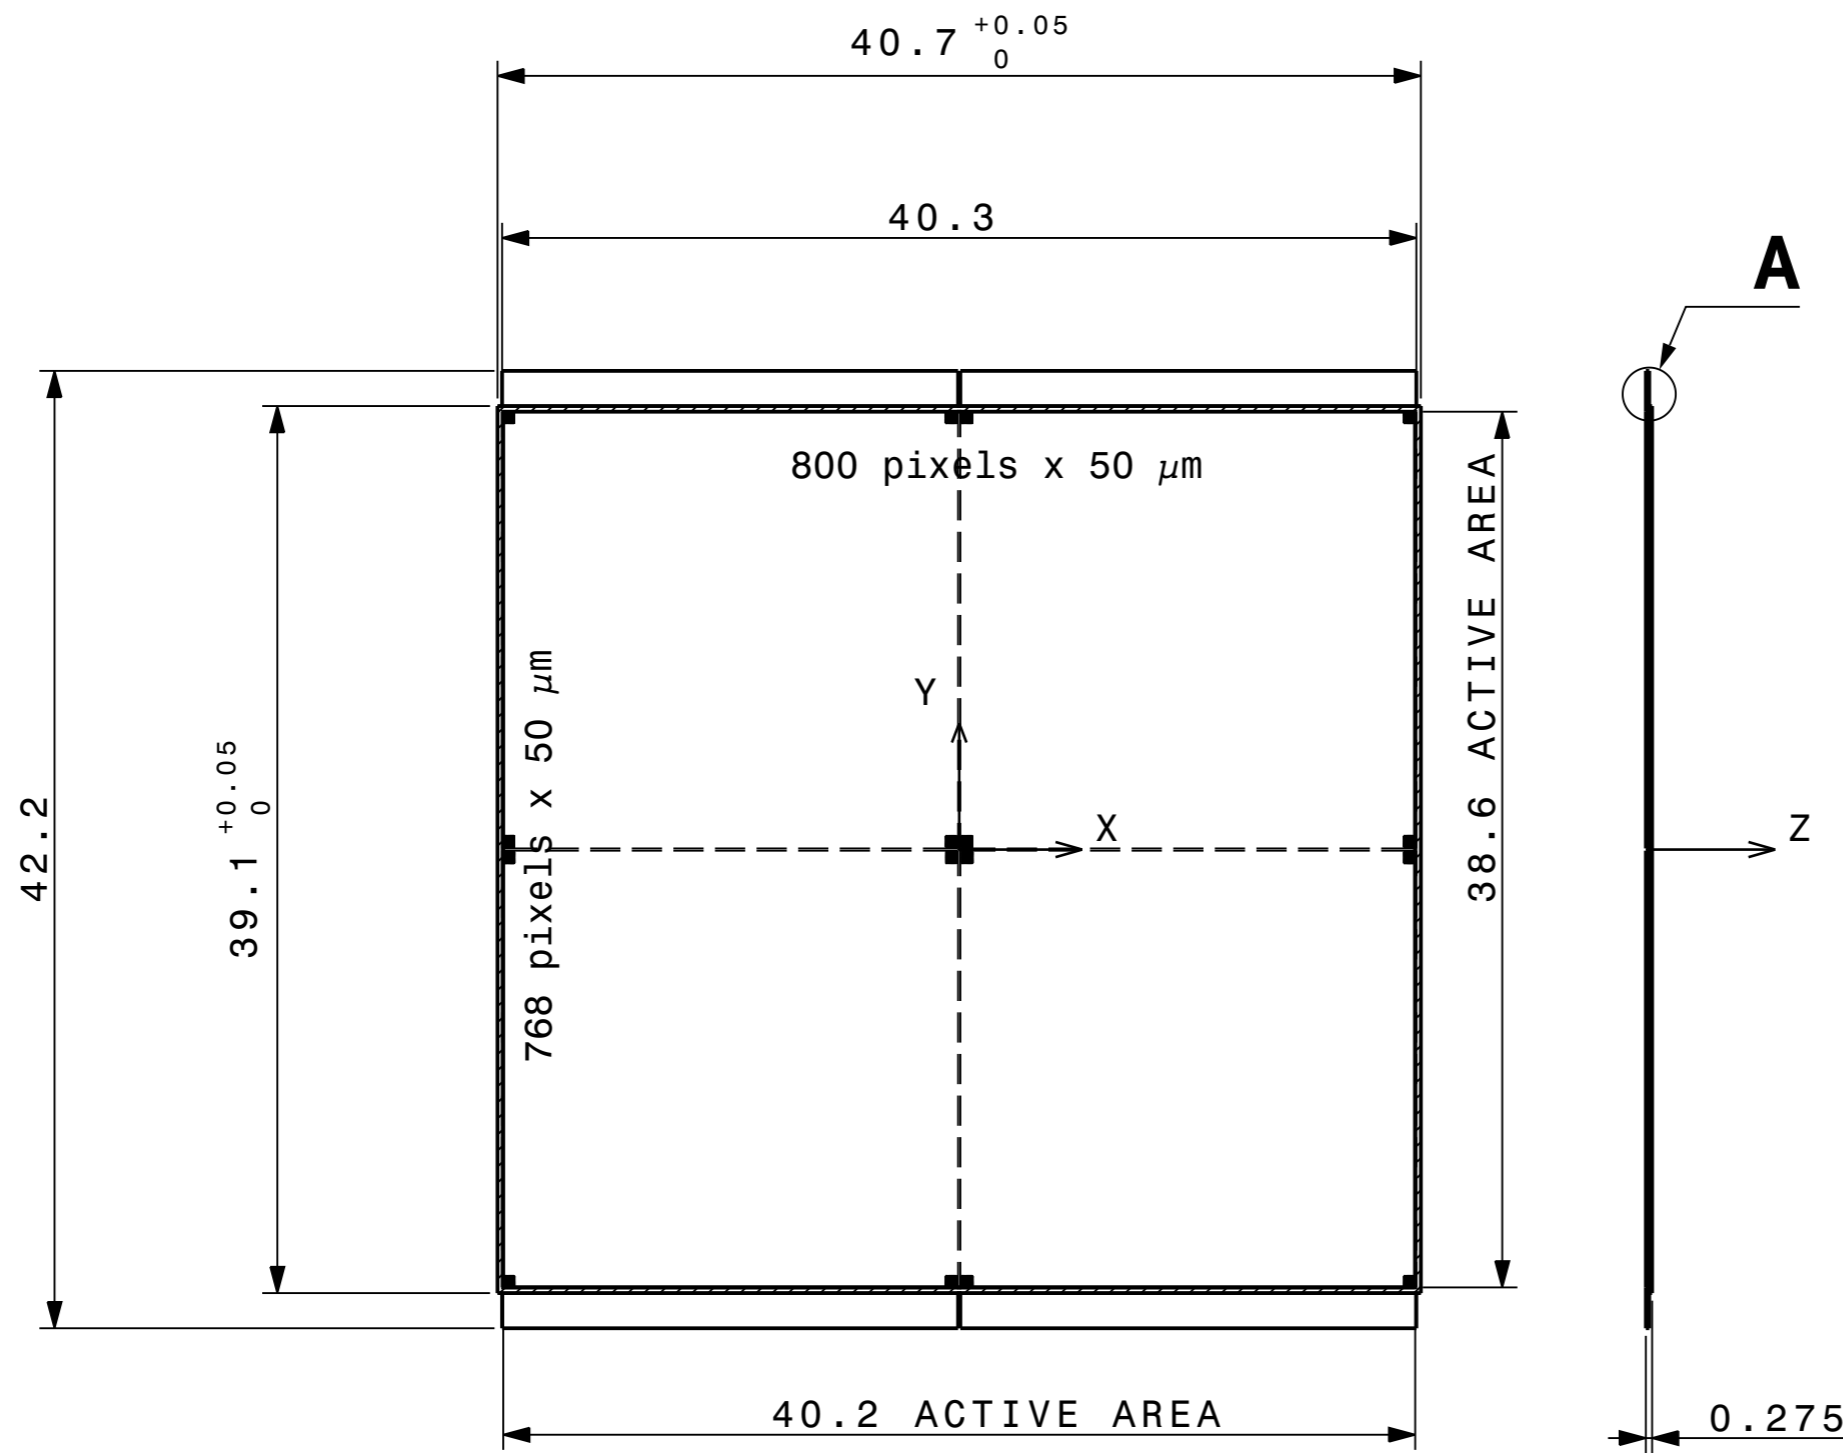 40.7 +0.05
0
40.3
A
800 pixels x 50 µm
38.6 ACTIVE AREA
Y
768 pixels x 50 µm
39.1 +0.05
0
42.2
X
Z
40.2 ACTIVE AREA
0.275